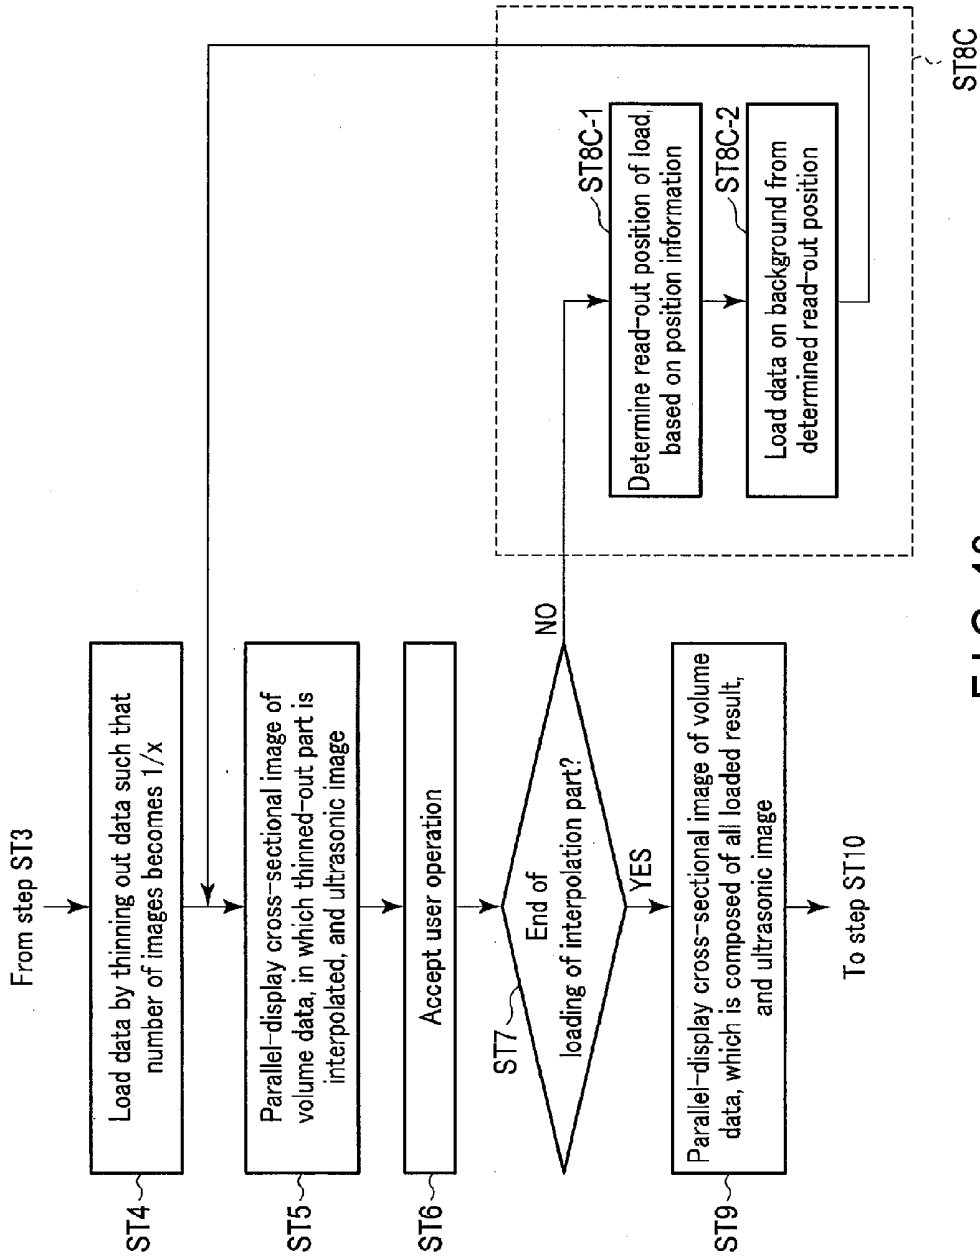 From step ST3
ST4
Load data by thinning out data such that
number of images becomes 1/x
ST5
Parallel-display cross-sectional image of
volume data, in which thinned-out part is
interpolated, and ultrasonic image
ST6
Accept user operation
ST7
End of
loading of interpolation part?
NO
YES
ST8C-1
Determine read-out position of load,
based on position information
ST8C-2
Load data on background from
determined read-out position
ST8C
ST9
Parallel-display cross-sectional image of volume
data, which is composed of all loaded result,
and ultrasonic image
To step ST10